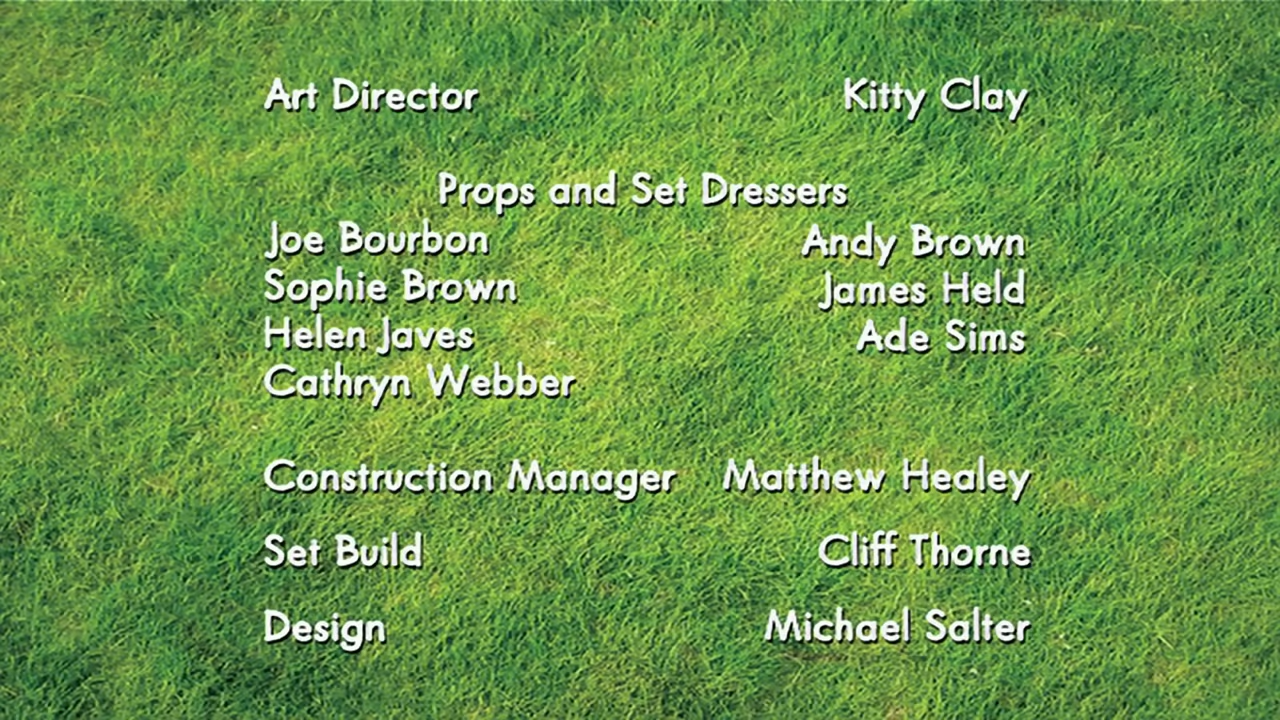 Art Director Kitty Clay
Props and Set Dressers
Joe Bourbon Andy Brown
Sophie Brown James Held
Helen Javes Ade Sims
Cathryn Webber
Construction Manager Matthew Healey
Set Build Cliff Thorne
Design Michael Salter